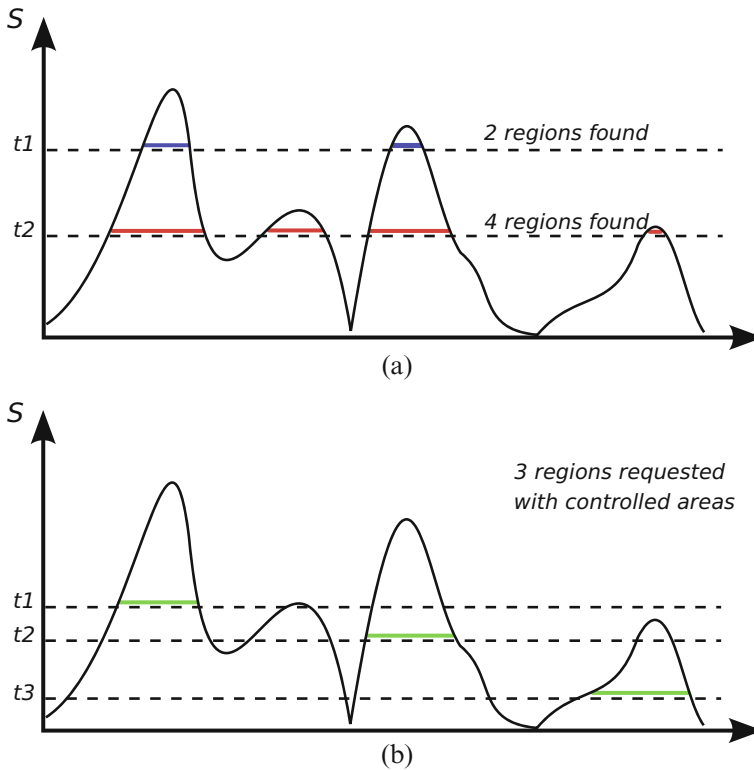 S
t1
2 regions found
t2
4 regions found
(a)
S
3 regions requested
with controlled areas
t1
t2
t3
(b)